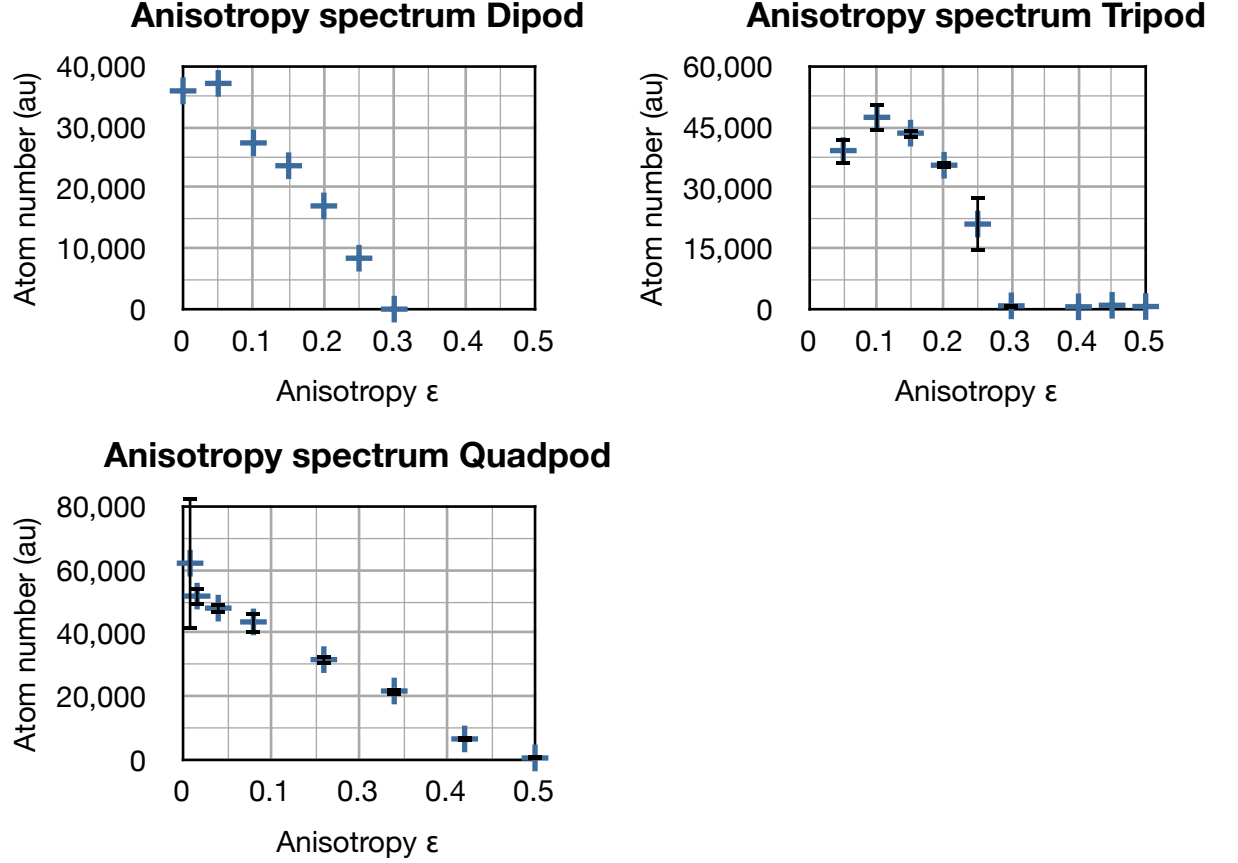 Anisotropy spectrum Dipod
Atom number (au)
40,000
30,000
20,000
10,000
0
0 0.1 0.2 0.3 0.4 0.5
Anisotropy ε
Anisotropy spectrum Tripod
Atom number (au)
60,000
45,000
30,000
15,000
0
0 0.1 0.2 0.3 0.4 0.5
Anisotropy ε
Anisotropy spectrum Quadpod
Atom number (au)
80,000
60,000
40,000
20,000
0
0 0.1 0.3 0.4 0.5
Anisotropy ε